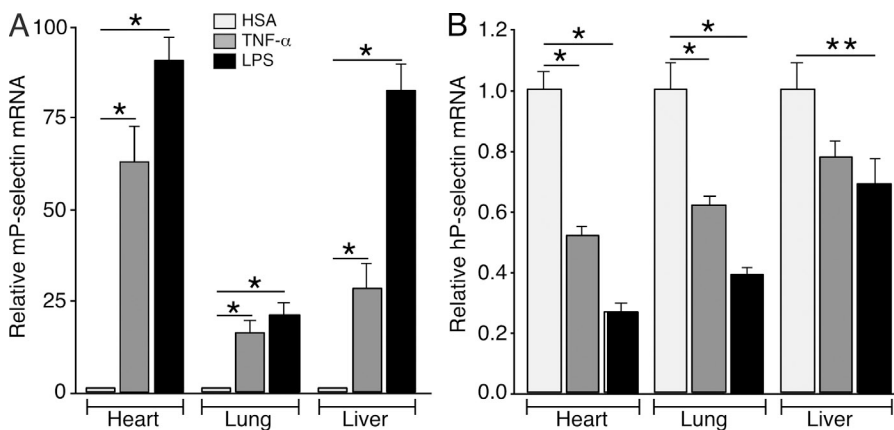 A
Relative mP-selectin mRNA
100
75
50
25
0
HSA
TNF-α
LPS
*
*
*
*
*
*
Heart
Lung
Liver
B
Relative hP-selectin mRNA
1.2
1.0
0.8
0.6
0.4
0.2
0.0
*
*
*
*
**
Heart
Lung
Liver